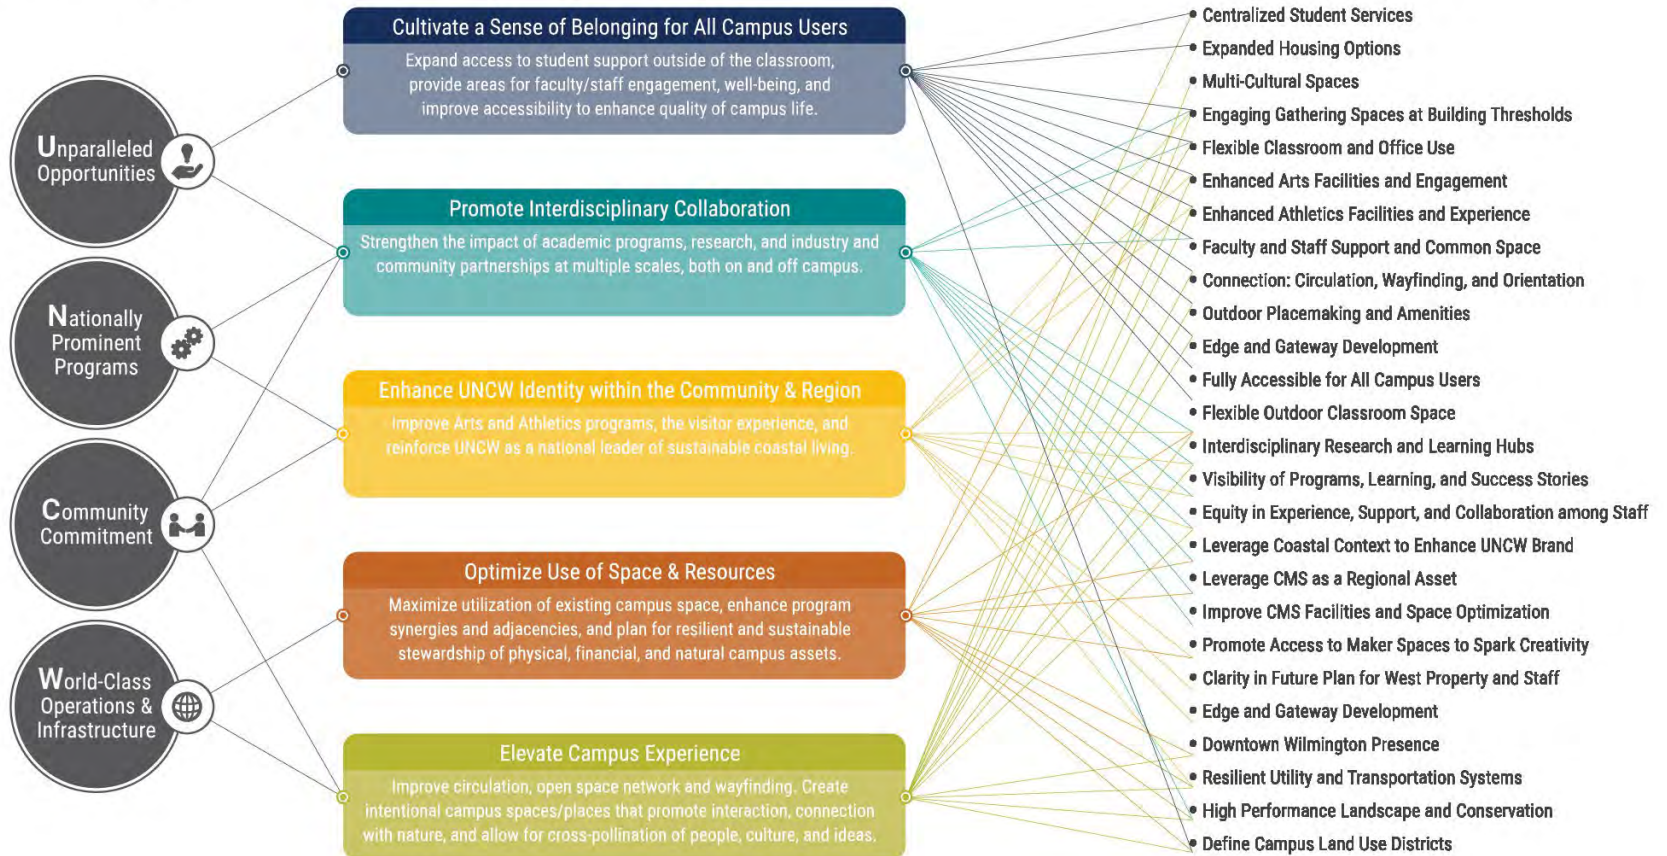 Unparalleled
Opportunities
Nationally
Prominent
Programs
Community
Commitment
World-Class
Operations &
Infrastructure
Cultivate a Sense of Belonging for All Campus Users
Expand access to student support outside of the classroom,
provide areas for faculty/staff engagement, well-being, and
improve accessibility to enhance quality of campus life.
Promote Interdisciplinary Collaboration
Strengthen the impact of academic programs, research, and industry and
community partnerships at multiple scales, both on and off campus.
Enhance UNCW Identity within the Community & Region
Improve Arts and Athletics programs, the visitor experience, and
reinforce UNCW as a national leader of sustainable coastal living.
Optimize Use of Space & Resources
Maximize utilization of existing campus space, enhance program
synergies and adjacencies, and plan for resilient and sustainable
stewardship of physical, financial, and natural campus assets.
Elevate Campus Experience
Improve circulation, open space network and wayfinding. Create
intentional campus spaces/places that promote interaction, connection
with nature, and allow for cross-pollination of people, culture, and ideas.
• Centralized Student Services
• Expanded Housing Options
• Multi-Cultural Spaces
• Engaging Gathering Spaces at Building Thresholds
• Flexible Classroom and Office Use
• Enhanced Arts Facilities and Engagement
• Enhanced Athletics Facilities and Experience
• Faculty and Staff Support and Common Space
• Connection: Circulation, Wayfinding, and Orientation
• Outdoor Placemaking and Amenities
• Edge and Gateway Development
• Fully Accessible for All Campus Users
• Flexible Outdoor Classroom Space
• Interdisciplinary Research and Learning Hubs
• Visibility of Programs, Learning, and Success Stories
• Equity in Experience, Support, and Collaboration among Staff
• Leverage Coastal Context to Enhance UNCW Brand
• Leverage CMS as a Regional Asset
• Improve CMS Facilities and Space Optimization
• Promote Access to Maker Spaces to Spark Creativity
• Clarity in Future Plan for West Property and Staff
• Edge and Gateway Development
• Downtown Wilmington Presence
• Resilient Utility and Transportation Systems
• High Performance Landscape and Conservation
• Define Campus Land Use Districts